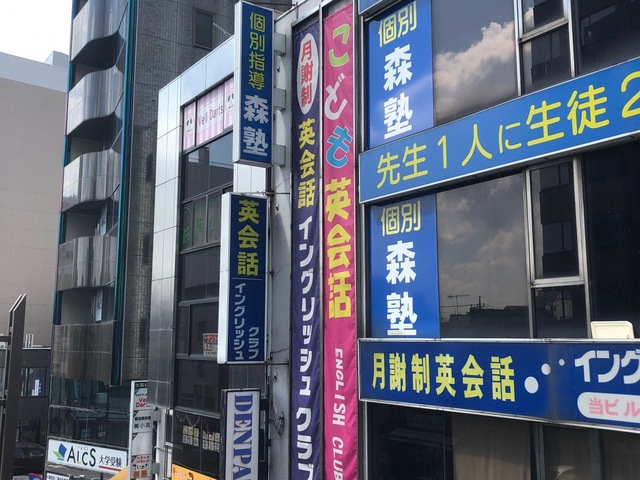 個別指導 森塾
英会話 イングリッシュ クラブ
月謝制 英会話 イングリッシュ クラブ
こども 英会話 ENGLISH CLUB
個別
森塾
先生1人に生徒2
個別
森塾
月謝制英会話
イング
当ビル
Vell Darts
DENPA
AicS 大学受験